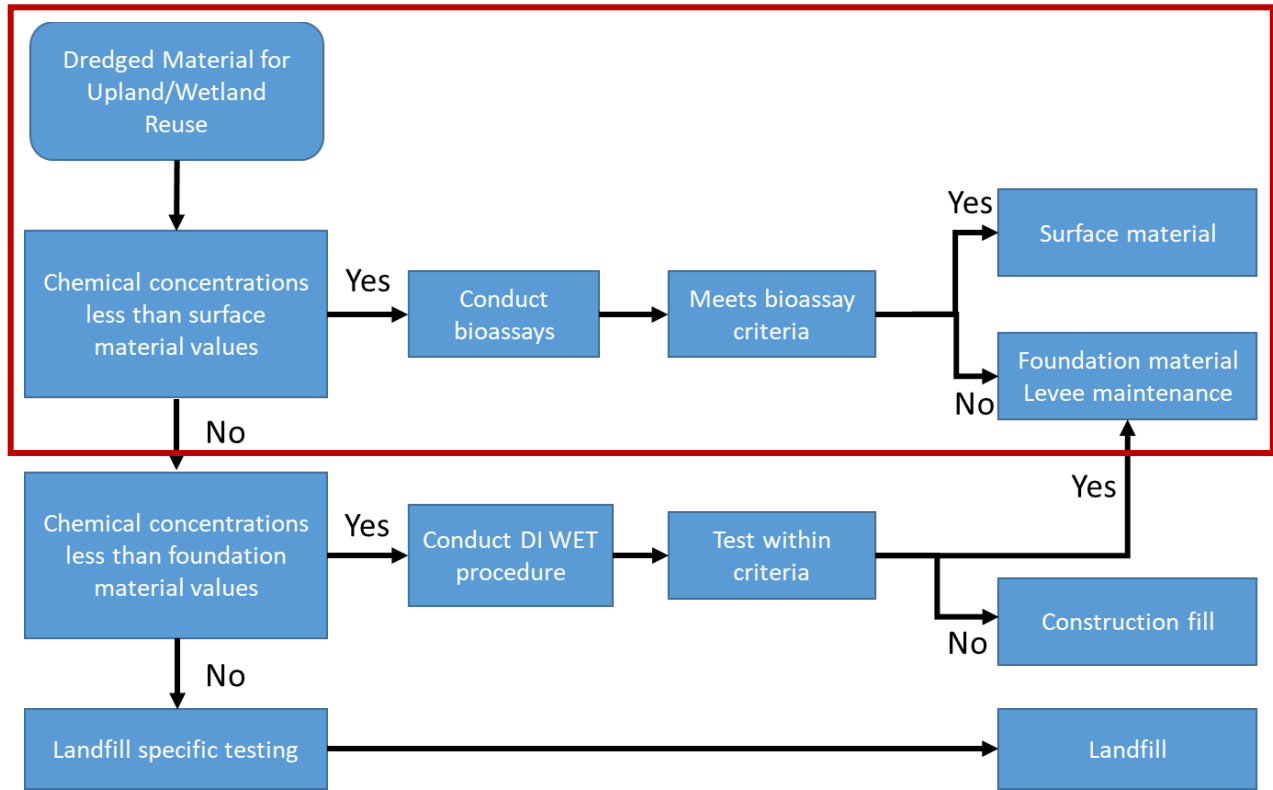 Dredged Material for
Upland/Wetland
Reuse
Chemical concentrations
less than surface
material values
Yes
Conduct
bioassays
Meets bioassay
criteria
Yes
Surface material
No
Foundation material
Levee maintenance
No
Chemical concentrations
less than foundation
material values
Yes
Conduct DI WET
procedure
Test within
criteria
Yes
No
Construction fill
No
Landfill specific testing
Landfill